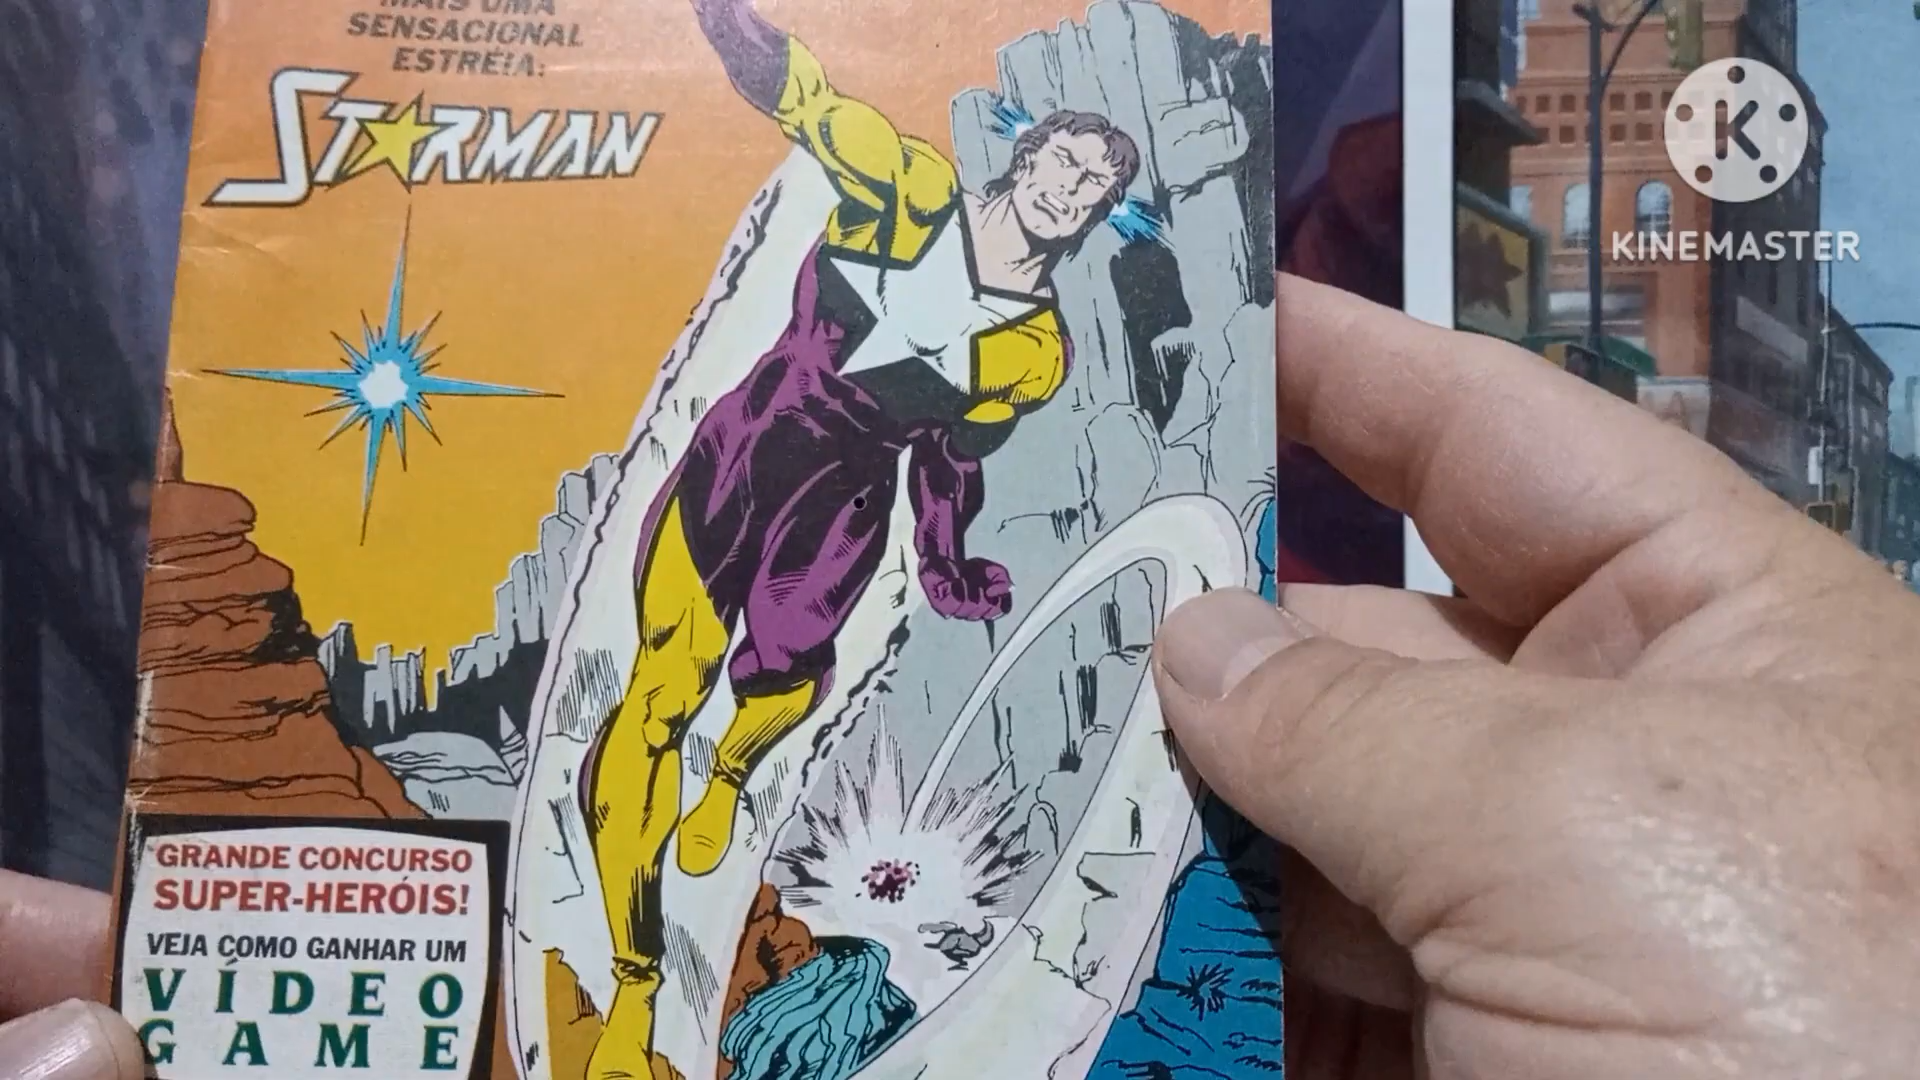 MAIS UMA
SENSACIONAL
ESTRÉIA:
STARMAN
K
KINEMASTER
GRANDE CONCURSO
SUPER-HERÓIS!
VEJA COMO GANHAR UM
VÍDEO
GAME